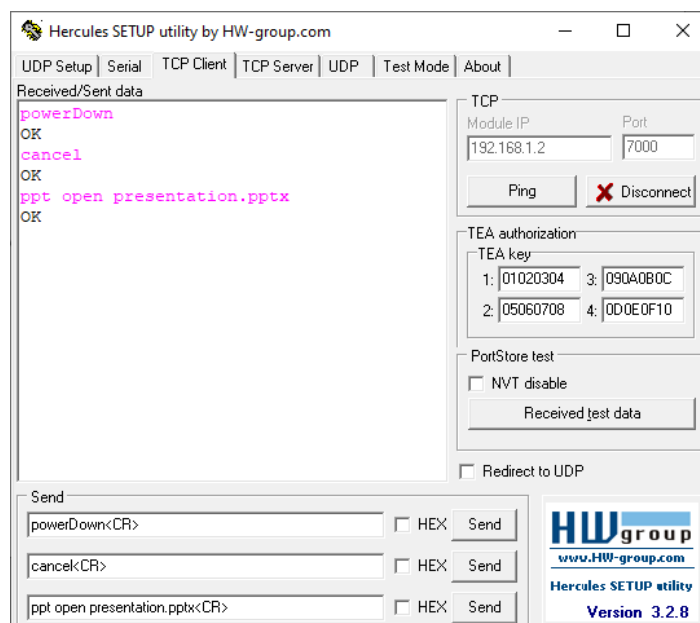 Hercules SETUP utility by HW-group.com
UDP Setup Serial TCP Client TCP Server UDP Test Mode About
Received/Sent data
powerDown
OK
cancel
OK
ppt open presentation.pptx
OK
TCP
Module IP Port
192.168.1.2 7000
Ping Disconnect
TEA authorization
TEA key
1: 01020304 3: 090A0B0C
2: 05060708 4: 0D0E0F10
PortStore test
NVT disable
Received test data
Redirect to UDP
Send
powerDown<CR> HEX Send
cancel<CR> HEX Send
ppt open presentation.pptx<CR> HEX Send
HWgroup
www.HW-group.com
Hercules SETUP utility
Version 3.2.8